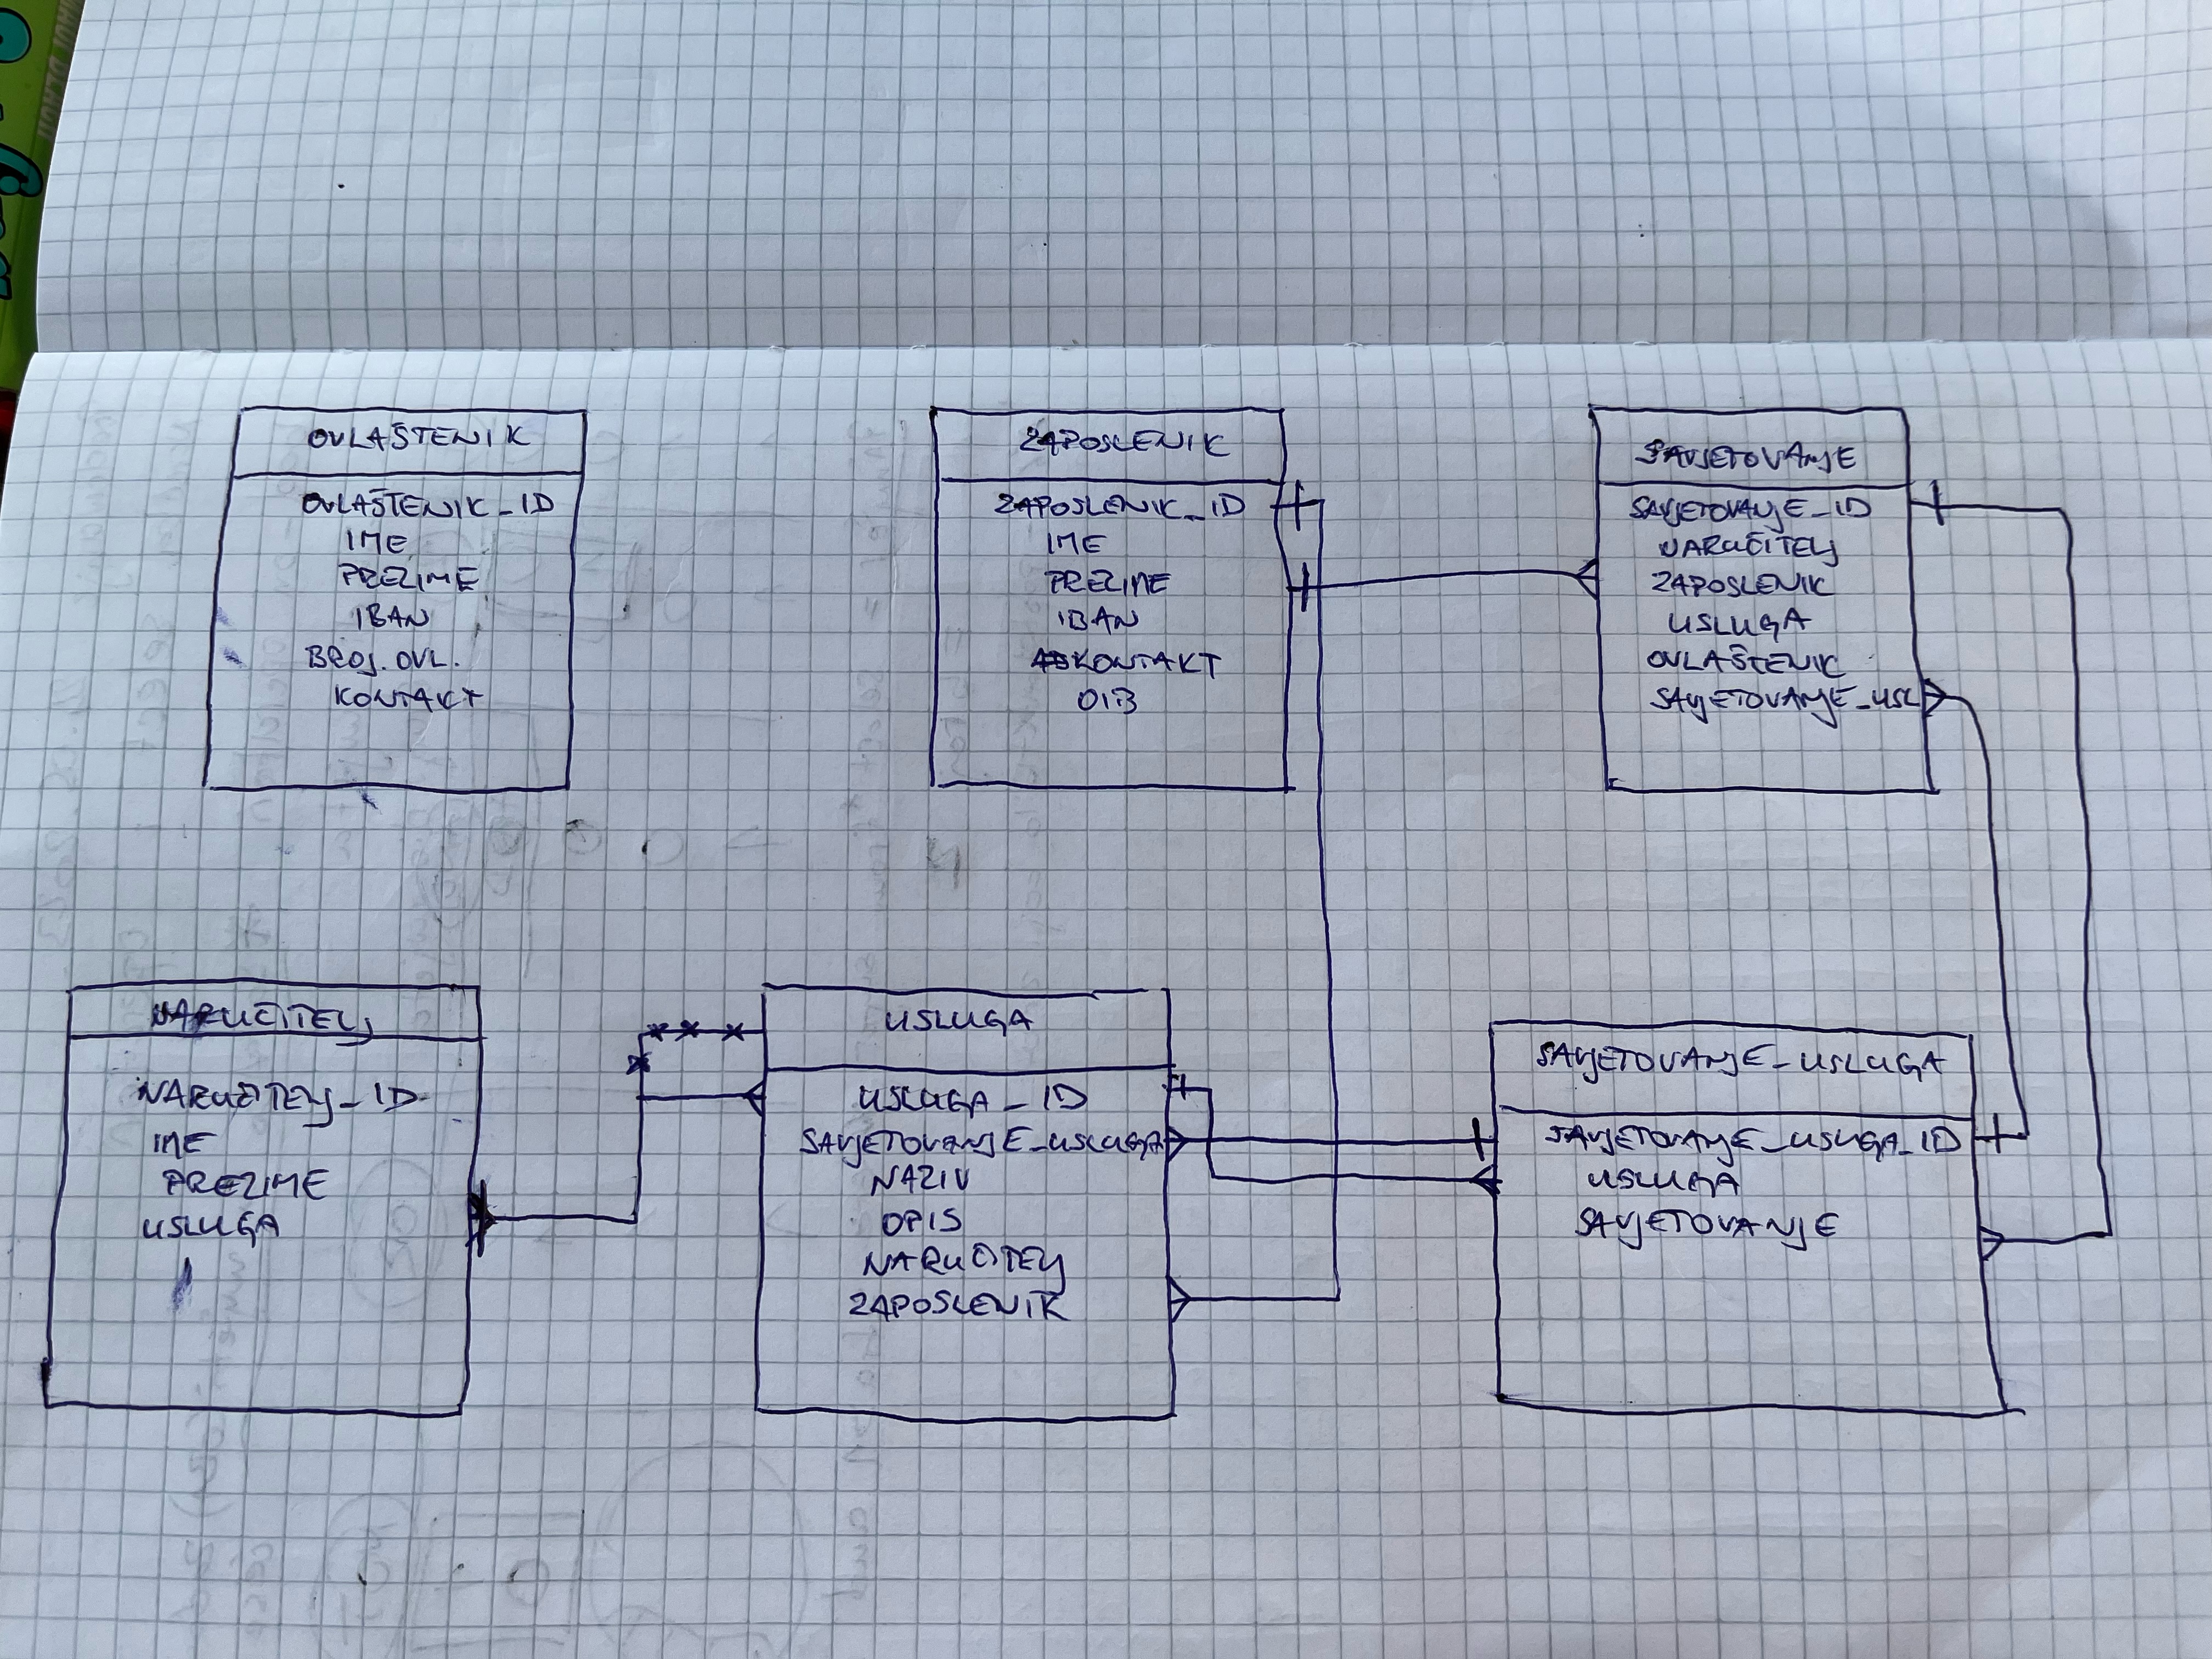 OVLAŠTENIK
OVLAŠTENIK_ID
IME
PREZIME
IBAN
BROJ. OVL.
KONTAKT
ZAPOSLENIK
ZAPOSLENIK_ID
IME
PREZIME
IBAN
KONTAKT
OIB
SAVJETOVANJE
SAVJETOVANJE_ID
NARUČITELJ
ZAPOSLENIK
USLUGA
OVLAŠTENIK
SAVJETOVANJE_USL
NARUČITELJ
NARUČITELJ_ID
IME
PREZIME
USLUGA
USLUGA
USLUGA_ID
SAVJETOVANJE_USLUGA
NAZIV
OPIS
NARUČITELJ
ZAPOSLENIK
SAVJETOVANJE_USLUGA
SAVJETOVANJE_USLUGA_ID
USLUGA
SAVJETOVANJE